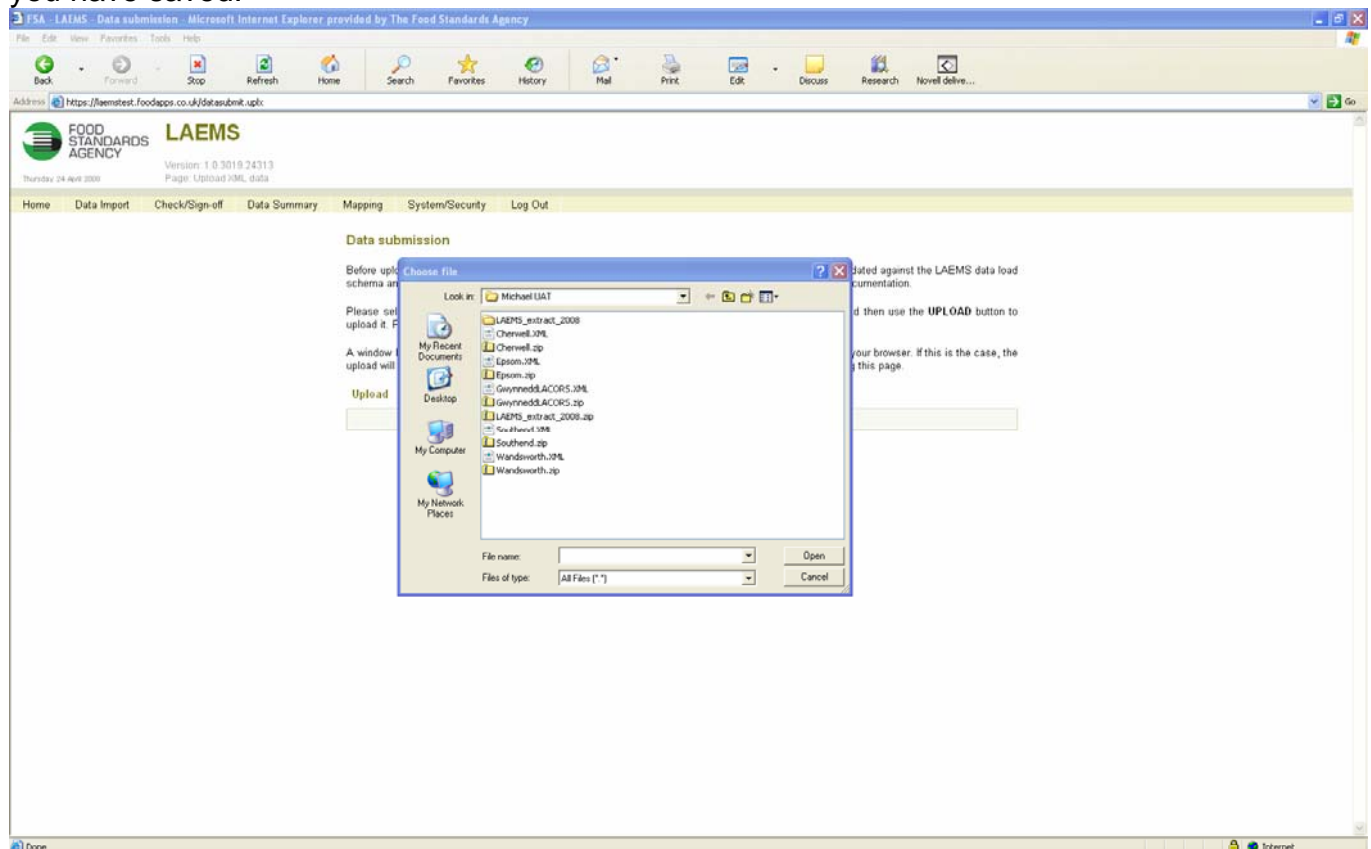 you have saved.
FSA - LAEMS - Data submission - Microsoft Internet Explorer provided by The Food Standards Agency
File Edit View Favorites Tools Help
Back Forward Stop Refresh Home Search Favorites History Mail Print Edit Discuss Research Novell delive...
Address https://laemstest.foodapps.co.uk/datasubmit.uplx Go
FOOD
STANDARDS
AGENCY
LAEMS
Version: 1.0.3019.24313
Thursday, 24 April 2008
Page: Upload XML data
Home Data Import Check/Sign-off Data Summary Mapping System/Security Log Out
Data submission
Before uplo
dated against the LAEMS data load
schema an
cumentation.
Please sel
d then use the UPLOAD button to
upload it. F
A window
your browser. If this is the case, the
upload will
this page.
Upload
Choose file
Look in: Michael UAT
My Recent
Documents
Desktop
My Computer
My Network
Places
LAEMS_extract_2008
Cherwell.XML
Cherwell.zip
Epsom.XML
Epsom.zip
GwynneddLACORS.XML
GwynneddLACORS.zip
LAEMS_extract_2008.zip
Southend.XML
Southend.zip
Wandsworth.XML
Wandsworth.zip
File name: Open
Files of type: All Files (*.*) Cancel
Done Internet